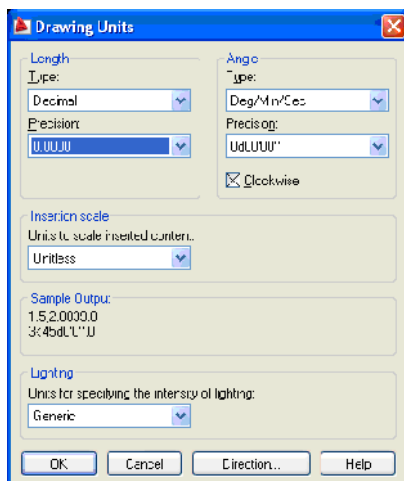 Drawing Units
Length
Type:
Decimal
Precision:
0.0000
Angle
Type:
Deg/Min/Sec
Precision:
0d00'00"
Clockwise
Insertion scale
Units to scale inserted content:
Unitless
Sample Output
1.5,2.0039,0
3<45d0'0",0
Lighting
Units for specifying the intensity of lighting:
Generic
OK
Cancel
Direction...
Help